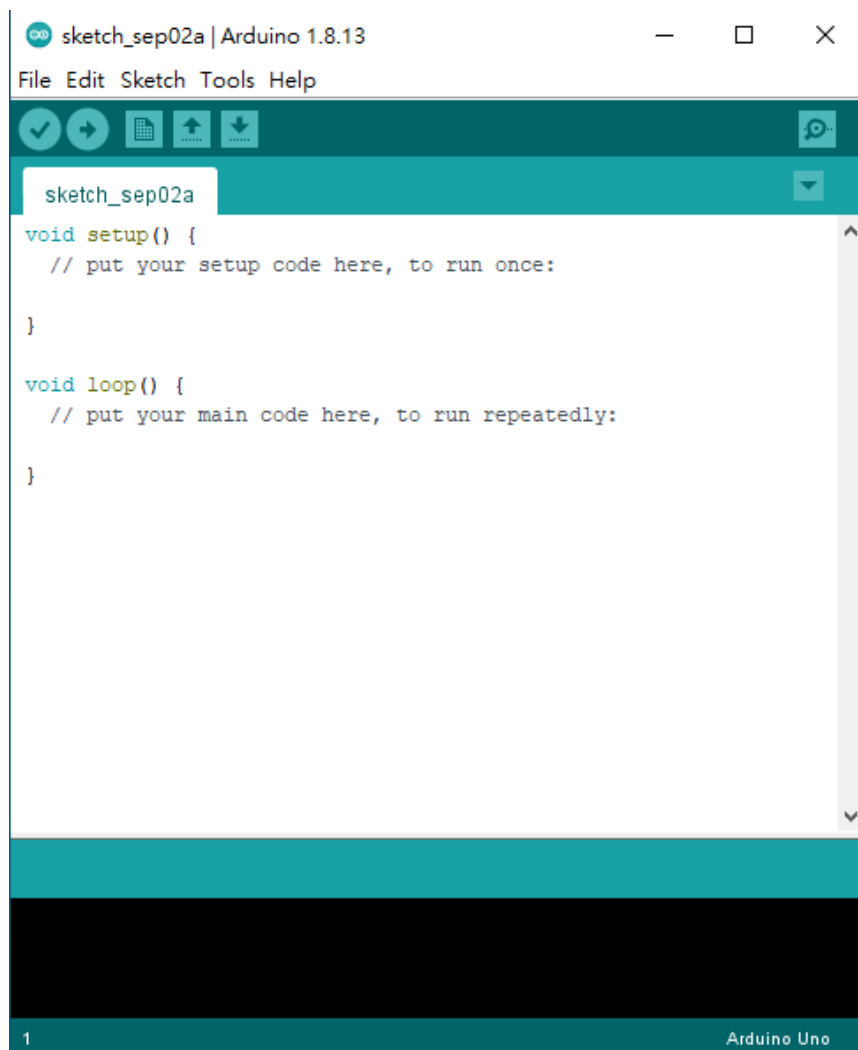 sketch_sep02a | Arduino 1.8.13
File Edit Sketch Tools Help
sketch_sep02a
void setup() {
  // put your setup code here, to run once:
}
void loop() {
  // put your main code here, to run repeatedly:
}
1 Arduino Uno